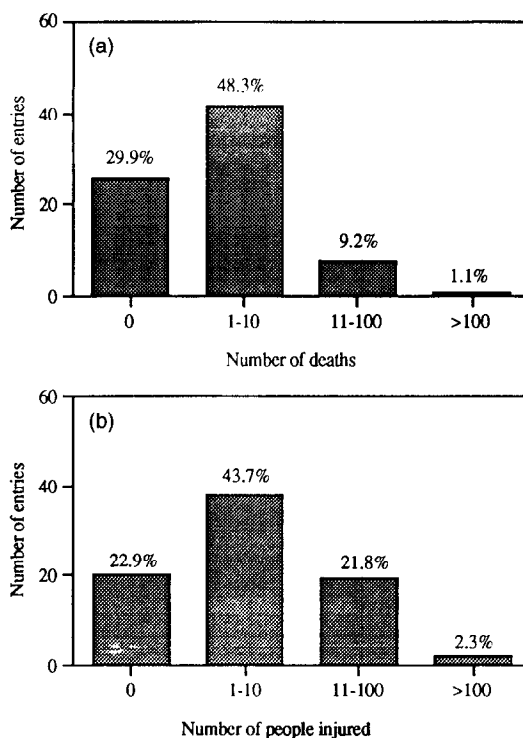 (a)
60
40
20
0
Number of entries
29.9%
48.3%
9.2%
1.1%
0 1-10 11-100 >100
Number of deaths
(b)
60
40
20
0
Number of entries
22.9%
43.7%
21.8%
2.3%
0 1-10 11-100 >100
Number of people injured